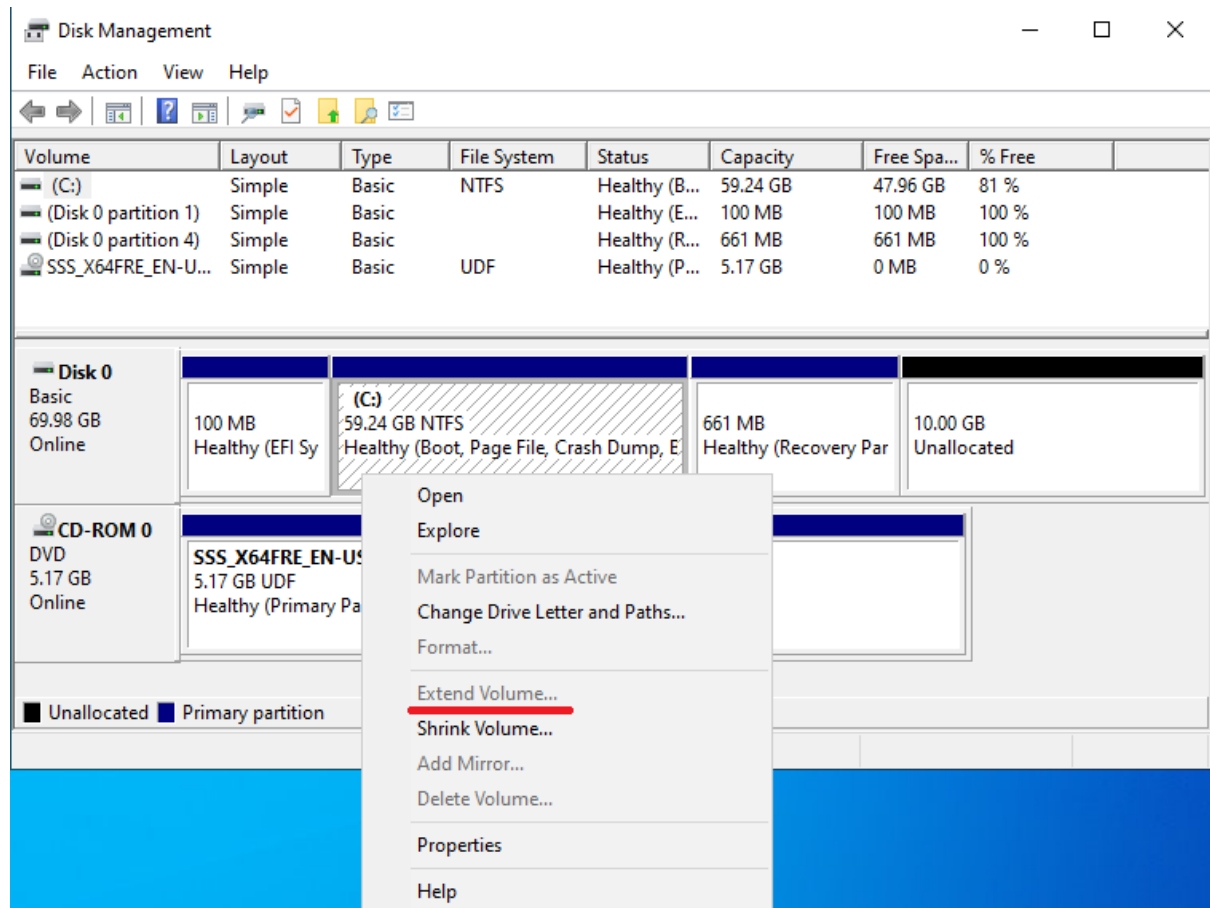 Disk Management
File Action View Help
Volume Layout Type File System Status Capacity Free Spa... % Free
(C:) Simple Basic NTFS Healthy (B... 59.24 GB 47.96 GB 81 %
(Disk 0 partition 1) Simple Basic Healthy (E... 100 MB 100 MB 100 %
(Disk 0 partition 4) Simple Basic Healthy (R... 661 MB 661 MB 100 %
SSS_X64FRE_EN-U... Simple Basic UDF Healthy (P... 5.17 GB 0 MB 0 %
Disk 0
Basic
69.98 GB
Online
100 MB
Healthy (EFI Sy
(C:)
59.24 GB NTFS
Healthy (Boot, Page File, Crash Dump, E
661 MB
Healthy (Recovery Par
10.00 GB
Unallocated
CD-ROM 0
DVD
5.17 GB
Online
SSS_X64FRE_EN-US
5.17 GB UDF
Healthy (Primary Pa
Open
Explore
Mark Partition as Active
Change Drive Letter and Paths...
Format...
Extend Volume...
Shrink Volume...
Add Mirror...
Delete Volume...
Properties
Help
Unallocated Primary partition